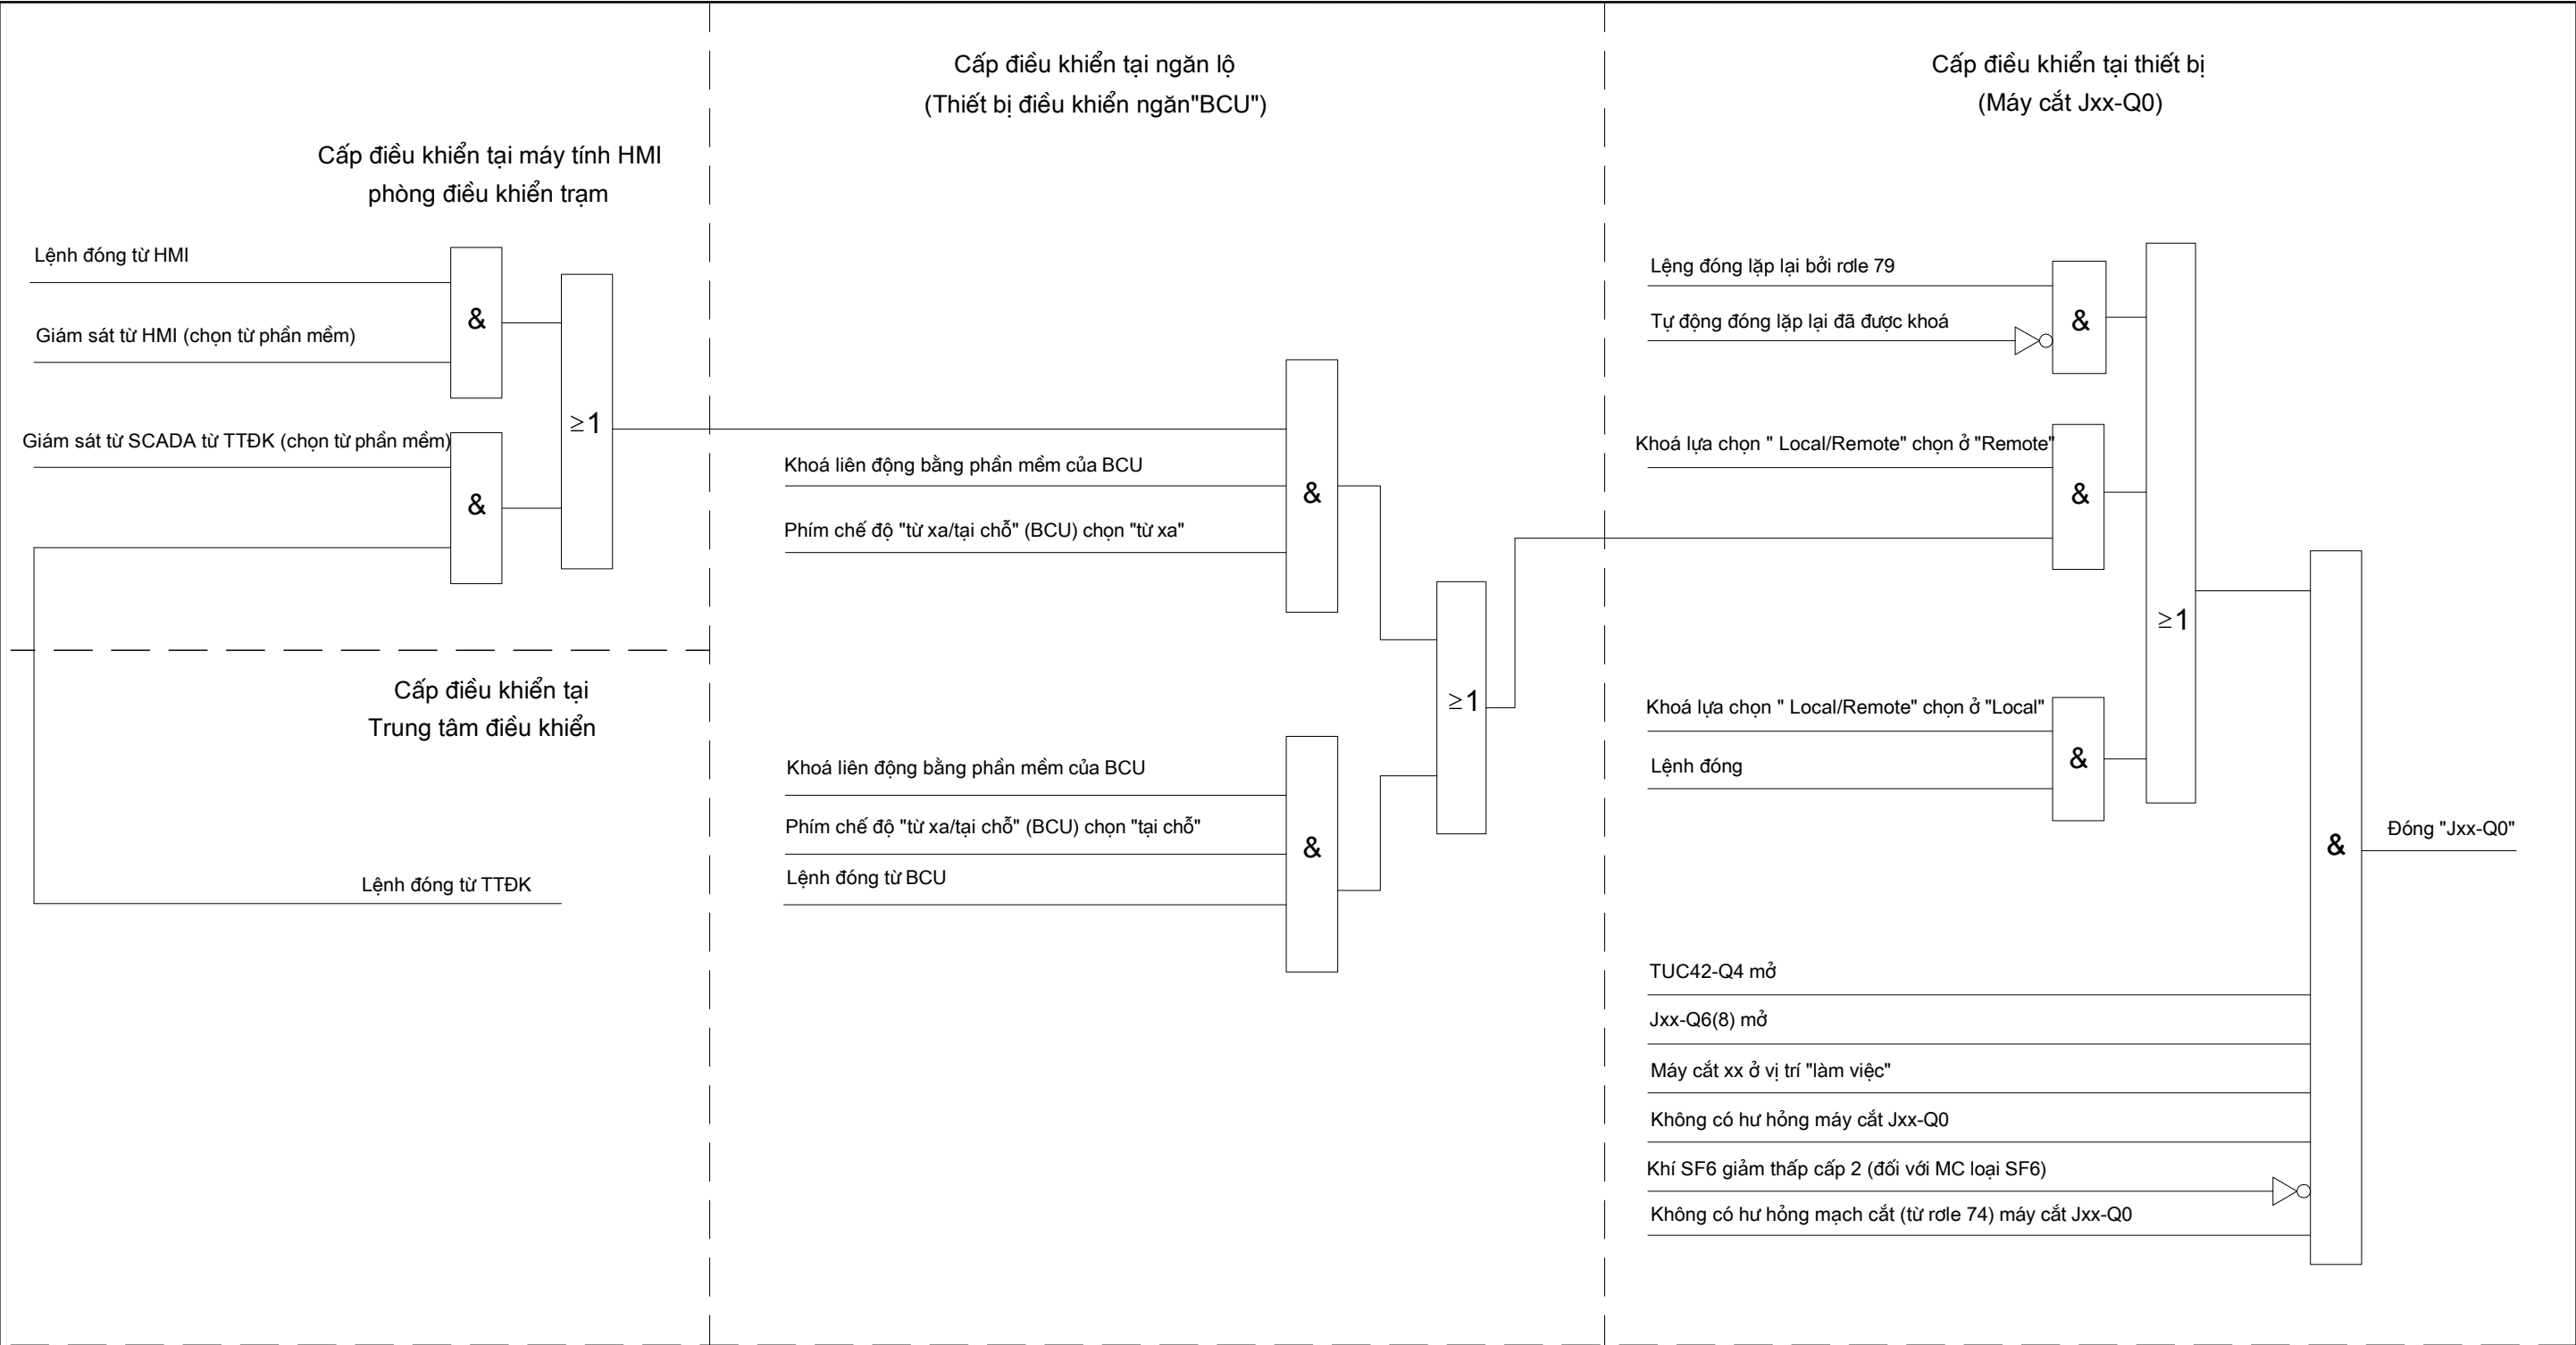 Cấp điều khiển tại máy tính HMI
phòng điều khiển trạm
Lệnh đóng từ HMI
Giám sát từ HMI (chọn từ phần mềm)
&
Giám sát từ SCADA từ TTĐK (chọn từ phần mềm)
&
≥1
Cấp điều khiển tại
Trung tâm điều khiển
Lệnh đóng từ TTĐK
Cấp điều khiển tại ngăn lộ
(Thiết bị điều khiển ngăn"BCU")
Khoá liên động bằng phần mềm của BCU
Phím chế độ "từ xa/tại chỗ" (BCU) chọn "từ xa"
&
Khoá liên động bằng phần mềm của BCU
Phím chế độ "từ xa/tại chỗ" (BCU) chọn "tại chỗ"
Lệnh đóng từ BCU
&
≥1
Cấp điều khiển tại thiết bị
(Máy cắt Jxx-Q0)
Lệng đóng lặp lại bởi rơle 79
Tự động đóng lặp lại đã được khoá
&
Khoá lựa chọn " Local/Remote" chọn ở "Remote"
&
Khoá lựa chọn " Local/Remote" chọn ở "Local"
Lệnh đóng
&
≥1
TUC42-Q4 mở
Jxx-Q6(8) mở
Máy cắt xx ở vị trí "làm việc"
Không có hư hỏng máy cắt Jxx-Q0
Khí SF6 giảm thấp cấp 2 (đối với MC loại SF6)
Không có hư hỏng mạch cắt (từ rơle 74) máy cắt Jxx-Q0
&
Đóng "Jxx-Q0"